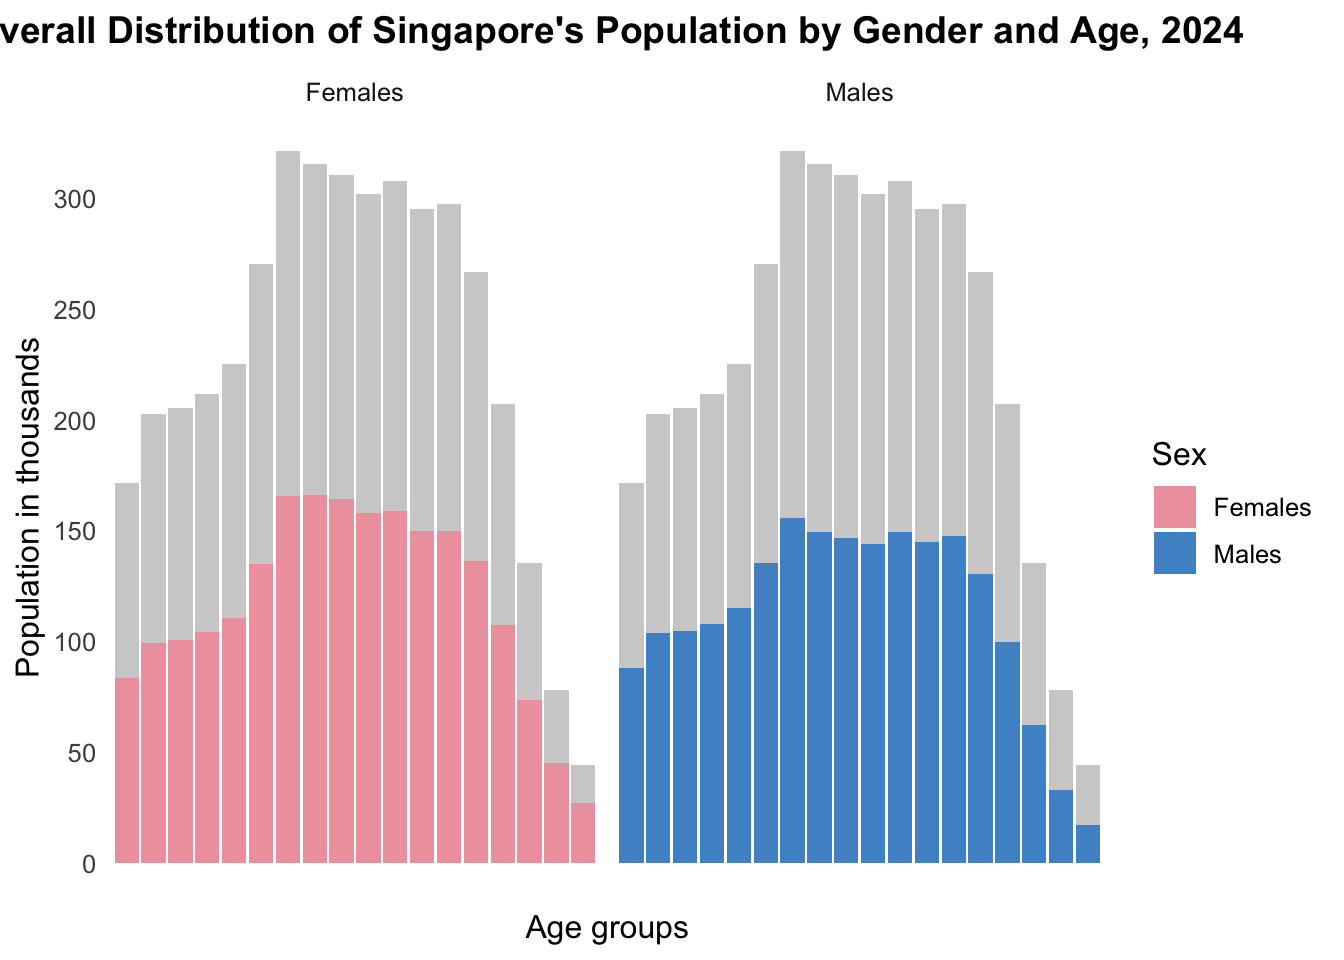 verall Distribution of Singapore's Population by Gender and Age, 2024
Females
Males
300
250
200
150
100
50
0
Population in thousands
Age groups
Sex
Females
Males